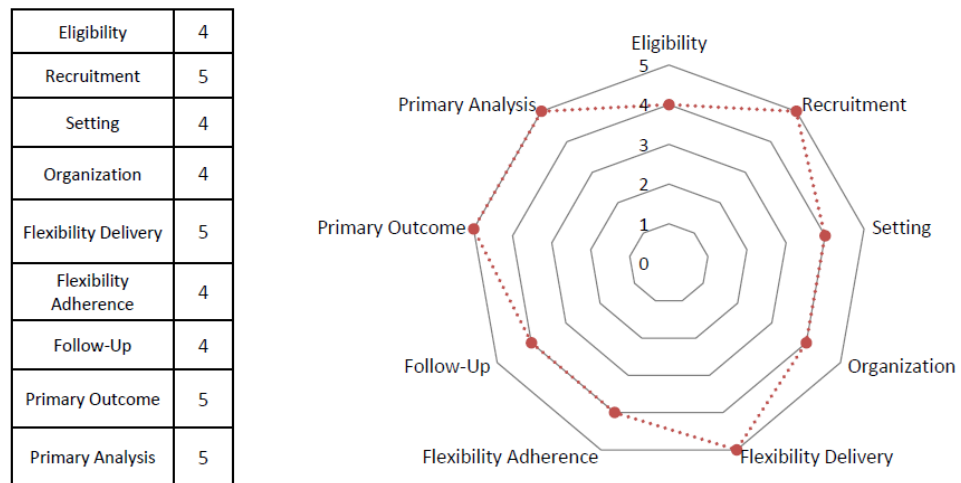 Eligibility 4
Recruitment 5
Setting 4
Organization 4
Flexibility Delivery 5
Flexibility
Adherence 4
Follow-Up 4
Primary Outcome 5
Primary Analysis 5
Eligibility
5
Primary Analysis
Recruitment
4
3
2
1
0
Primary Outcome
Setting
Follow-Up
Organization
Flexibility Adherence
Flexibility Delivery